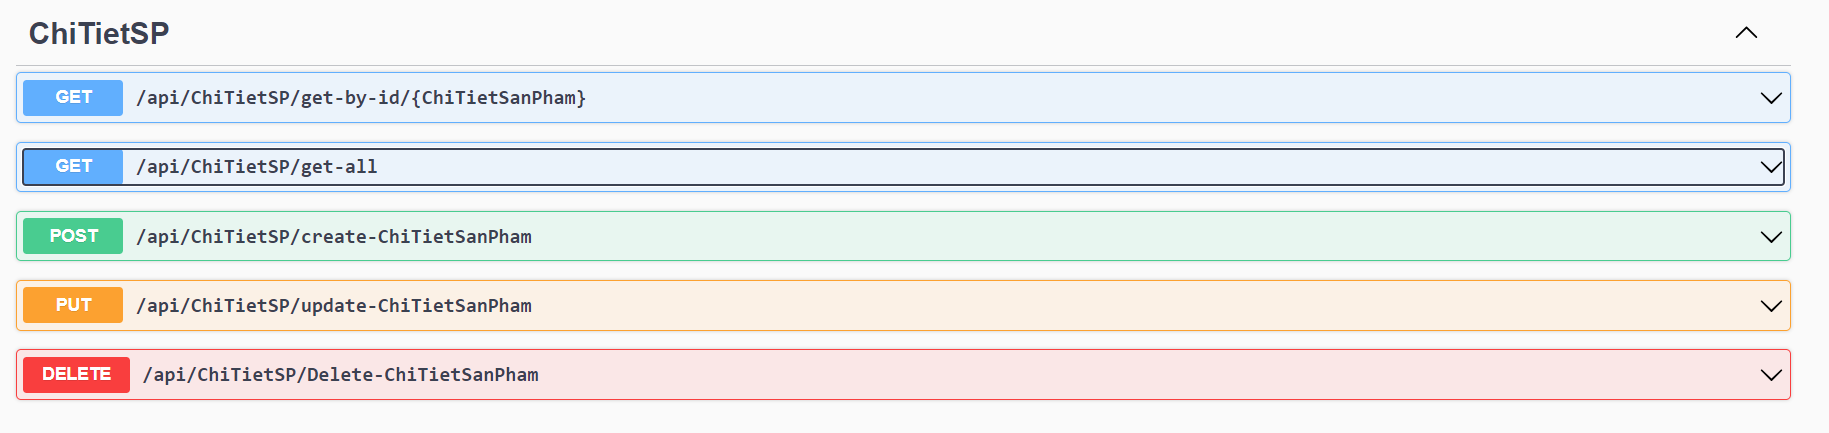 ChiTietSP
GET /api/ChiTietSP/get-by-id/{ChiTietSanPham}
GET /api/ChiTietSP/get-all
POST /api/ChiTietSP/create-ChiTietSanPham
PUT /api/ChiTietSP/update-ChiTietSanPham
DELETE /api/ChiTietSP/Delete-ChiTietSanPham